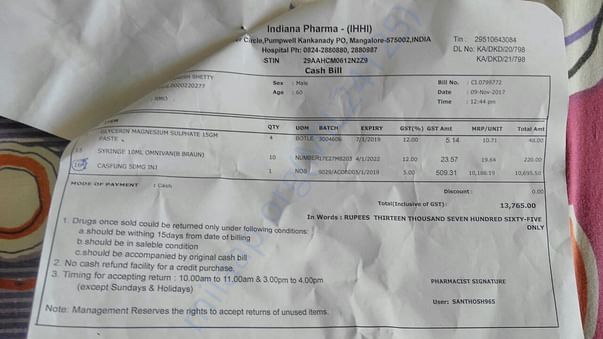 Indiana Pharma - (IHHI)
Circle,Pumpwell Kankanady PO, Mangalore-575002,INDIA
Hospital Ph: 0824-2880880, 2880987
STIN 29AAHCM0612N2Z9
Cash Bill
Tin : 29510643084
DL No: KA/DKD/20/798
KA/DKD/21/798
SHETTY
Sex : Male
Age : 60
Bill No. : CI.0799772
Date : 09-Nov-2017
Time : 12:44 pm
RMO
ITEM QTY UOM BATCH EXPIRY GST(%) GST Amt MRP/UNIT Total Amt
GLYCERIN MAGNESIUM SULPHATE 15GM 4 BOTLE 3004606 7/1/2019 12.00 5.14 10.71 48.00
PASTE
15 SYRINGE 10ML OMNIVAN(B BRAUN) 10 NUMBER 17E27M8203 4/1/2022 12.00 23.57 19.64 220.00
CASFUNG 50MG INJ 1 NOS 5.00 509.31 10,186.19 10,695.50
MODE OF PAYMENT : Cash
Discount : 0.00
Total(Inclusive of GST): 13,765.00
In Words : RUPEES THIRTEEN THOUSAND SEVEN HUNDRED SIXTY-FIVE
ONLY
1. Drugs once sold could be returned only under following conditions:
a.should be withing 15days from date of billing
b.should be in saleble condition
c.should be accompanied by original cash bill
2. No cash refund facility for a credit purchase.
3. Timing for accepting return : 10.00am to 11.00am & 3.00pm to 4.00pm
(except Sundays & Holidays)
PHARMACIST SIGNATURE
User: SANTHOSH965
Note: Management Reserves the rights to accept returns of unused items.